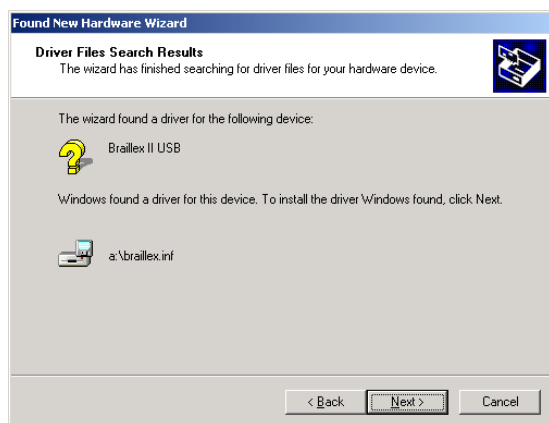 Found New Hardware Wizard
Driver Files Search Results
The wizard has finished searching for driver files for your hardware device.
The wizard found a driver for the following device:
Braillex II USB
Windows found a driver for this device. To install the driver Windows found, click Next.
a:\braillex.inf
< Back
Next >
Cancel